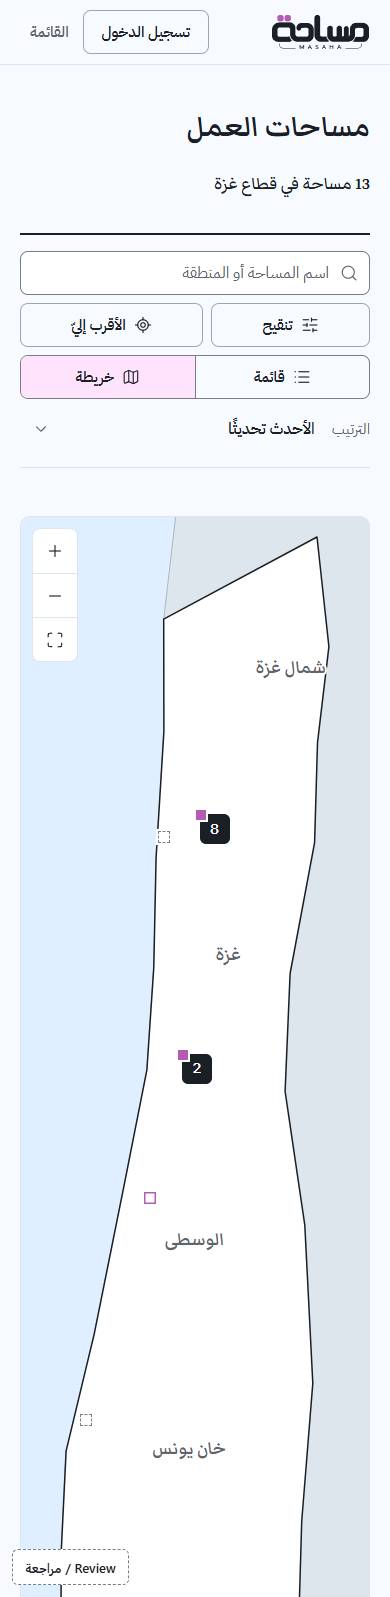 مساحة
MASAHA
تسجيل الدخول
القائمة
مساحات العمل
13 مساحة في قطاع غزة
اسم المساحة أو المنطقة
تنقيح
الأقرب إليّ
قائمة
خريطة
الترتيب الأحدث تحديثًا
شمال غزة
8
غزة
2
الوسطى
خان يونس
Review / مراجعة